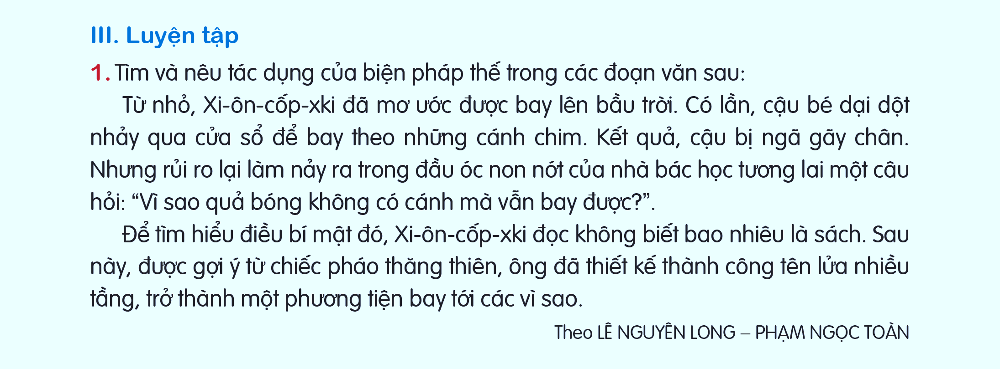 III. Luyện tập
1. Tìm và nêu tác dụng của biện pháp thế trong các đoạn văn sau:
Từ nhỏ, Xi-ôn-cốp-xki đã mơ ước được bay lên bầu trời. Có lần, cậu bé dại dột
nhảy qua cửa sổ để bay theo những cánh chim. Kết quả, cậu bị ngã gãy chân.
Nhưng rủi ro lại làm nảy ra trong đầu óc non nớt của nhà bác học tương lai một câu
hỏi: “Vì sao quả bóng không có cánh mà vẫn bay được?”.
Để tìm hiểu điều bí mật đó, Xi-ôn-cốp-xki đọc không biết bao nhiêu là sách. Sau
này, được gợi ý từ chiếc pháo thăng thiên, ông đã thiết kế thành công tên lửa nhiều
tầng, trở thành một phương tiện bay tới các vì sao.
Theo LÊ NGUYÊN LONG – PHẠM NGỌC TOÀN